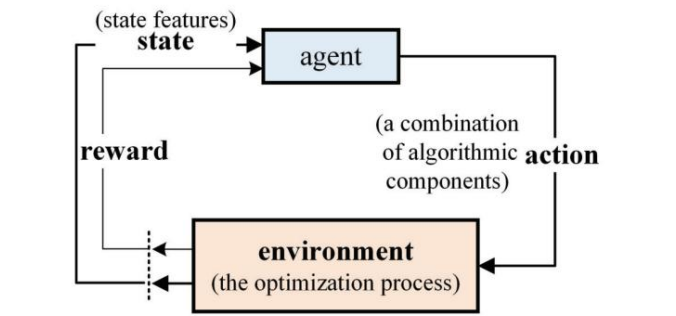 (state features)
state
agent
reward
(a combination
of algorithmic action
components)
environment
(the optimization process)